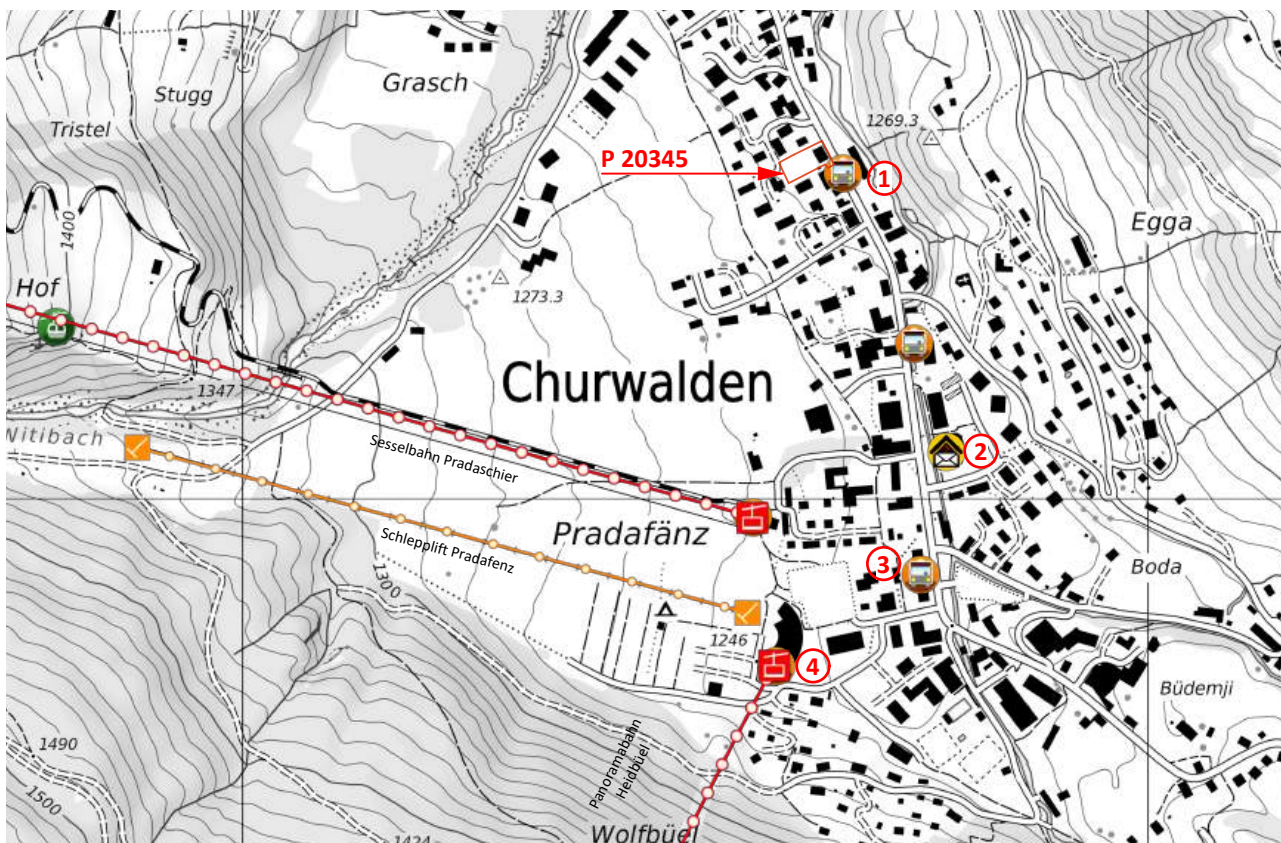 Stugg
Grasch
Tristel
1269.3
P 20345
1
1400
Egga
Hof
1273.3
1347
Churwalden
Sesselbahn Pradaschier
2
Pradafänz
Schlepplift Pradafenz
3
1300
Boda
1246
4
Büdemji
1490
1500
Panoramabahn
Heidbüel
Wolfbüel
1424